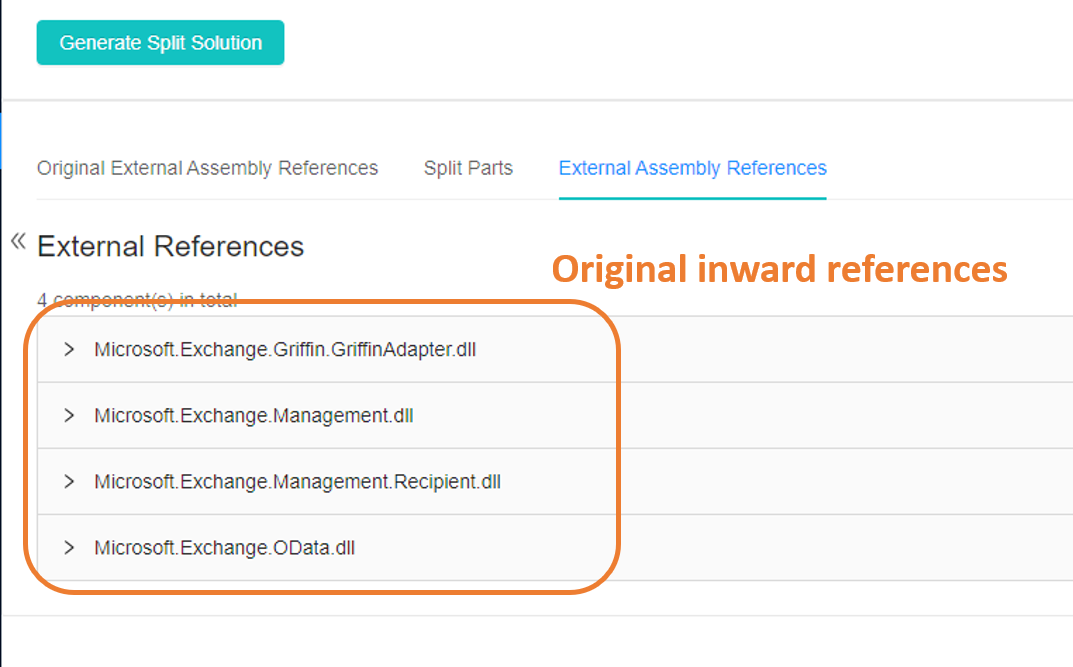 Generate Split Solution
Original External Assembly References Split Parts External Assembly References
« External References
Original inward references
4 component(s) in total
> Microsoft.Exchange.Griffin.GriffinAdapter.dll
> Microsoft.Exchange.Management.dll
> Microsoft.Exchange.Management.Recipient.dll
> Microsoft.Exchange.OData.dll